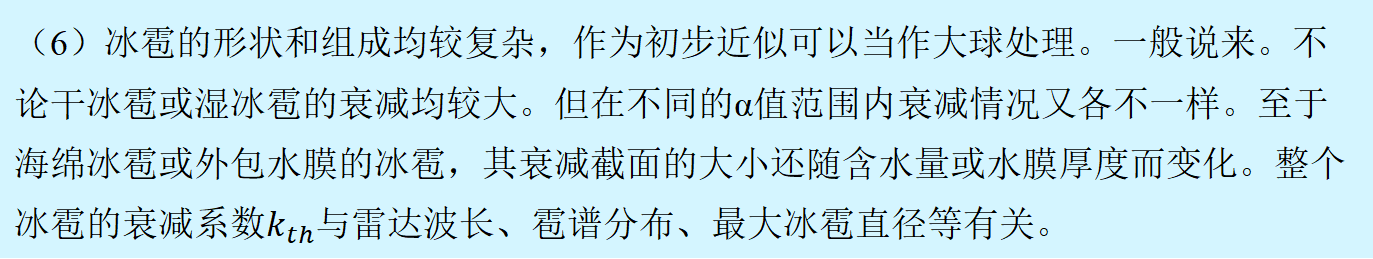 （6）冰雹的形状和组成均较复杂，作为初步近似可以当作大球处理。一般说来。不
论干冰雹或湿冰雹的衰减均较大。但在不同的α值范围内衰减情况又各不一样。至于
海绵冰雹或外包水膜的冰雹，其衰减截面的大小还随含水量或水膜厚度而变化。整个
冰雹的衰减系数k_{th}与雷达波长、雹谱分布、最大冰雹直径等有关。